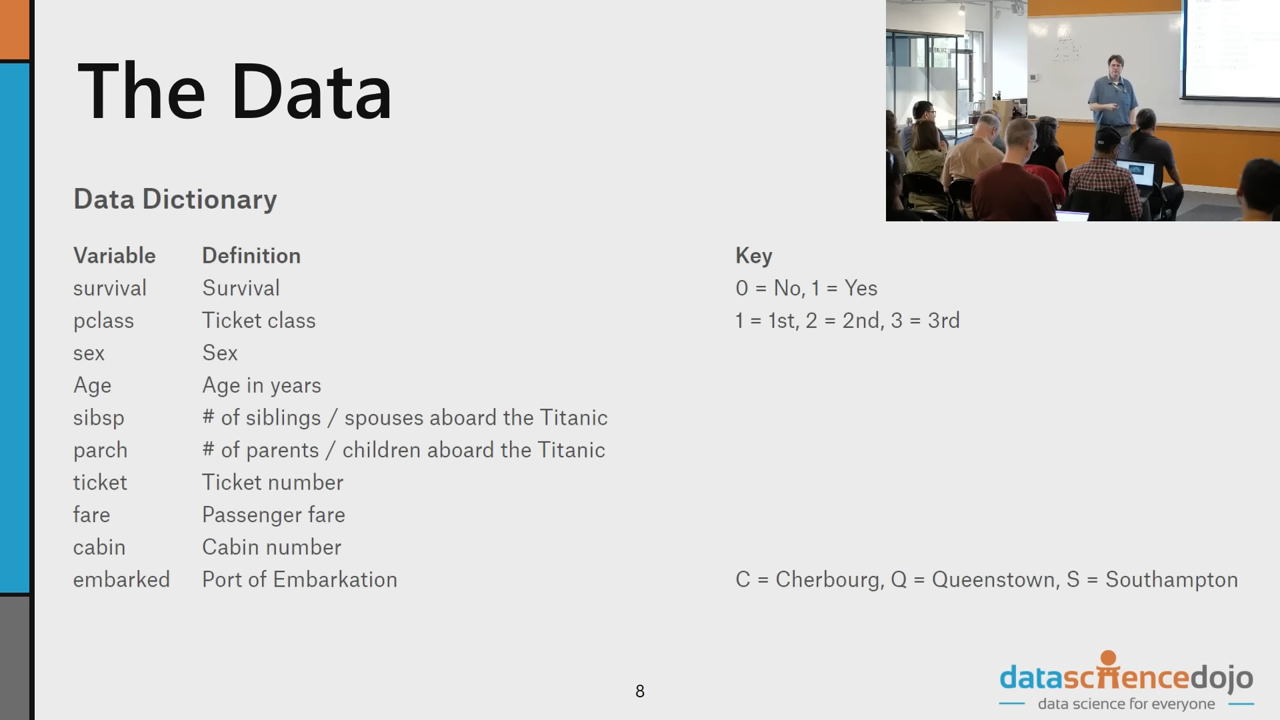 The Data
Data Dictionary
Variable Definition Key
survival Survival 0 = No, 1 = Yes
pclass Ticket class 1 = 1st, 2 = 2nd, 3 = 3rd
sex Sex
Age Age in years
sibsp # of siblings / spouses aboard the Titanic
parch # of parents / children aboard the Titanic
ticket Ticket number
fare Passenger fare
cabin Cabin number
embarked Port of Embarkation C = Cherbourg, Q = Queenstown, S = Southampton
8
datasciencedojo
data science for everyone